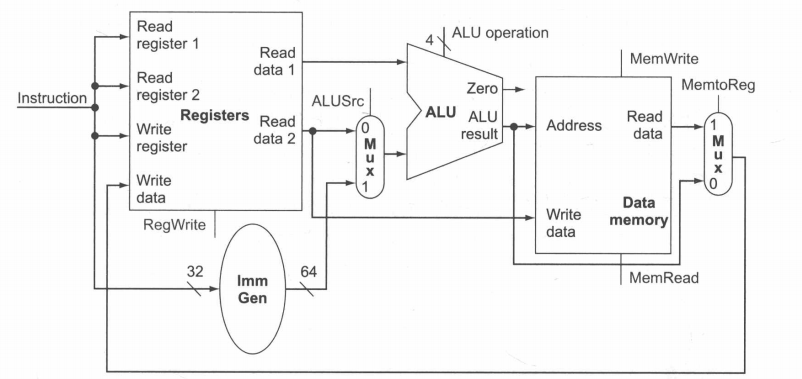 Instruction
Read
register 1
Read
register 2
Write
register
Write
data
Registers
Read
data 1
Read
data 2
RegWrite
32
Imm
Gen
64
ALUSrc
0
M
u
x
1
4
ALU operation
ALU
Zero
ALU
result
MemWrite
Address
Read
data
Write
data
Data
memory
MemRead
MemtoReg
1
M
u
x
0